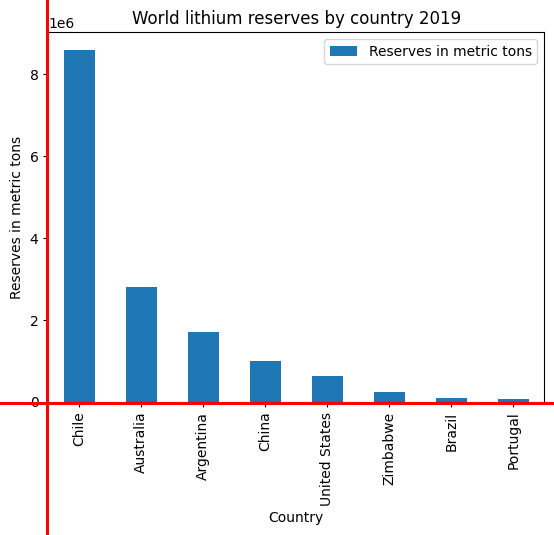 World lithium reserves by country 2019
1e6
Reserves in metric tons
8
6
4
2
0
Reserves in metric tons
Chile
Australia
Argentina
China
United States
Zimbabwe
Brazil
Portugal
Country